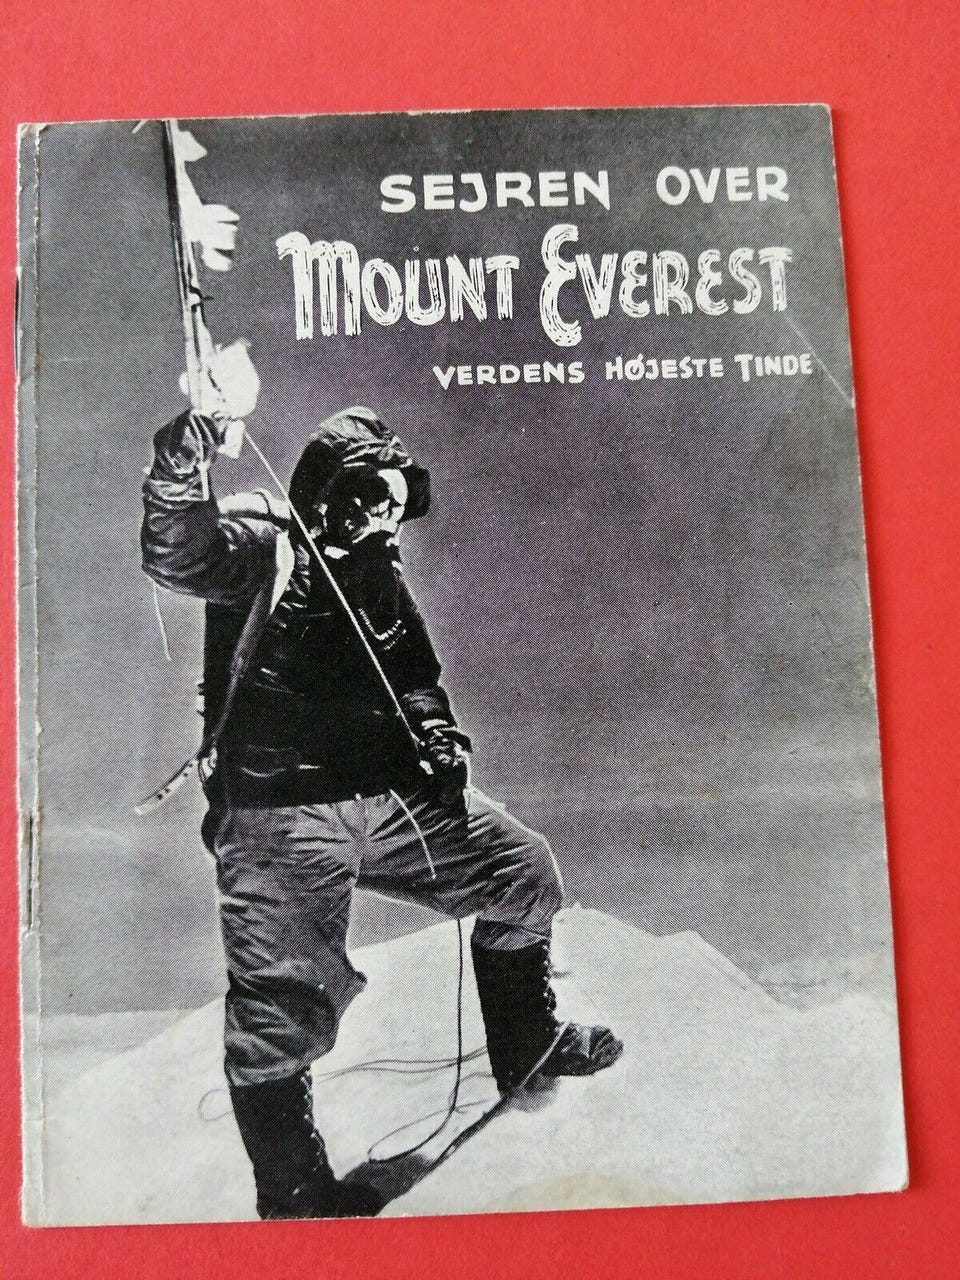 SEJREN OVER
MOUNT EVEREST
VERDENS HØJESTE TINDE